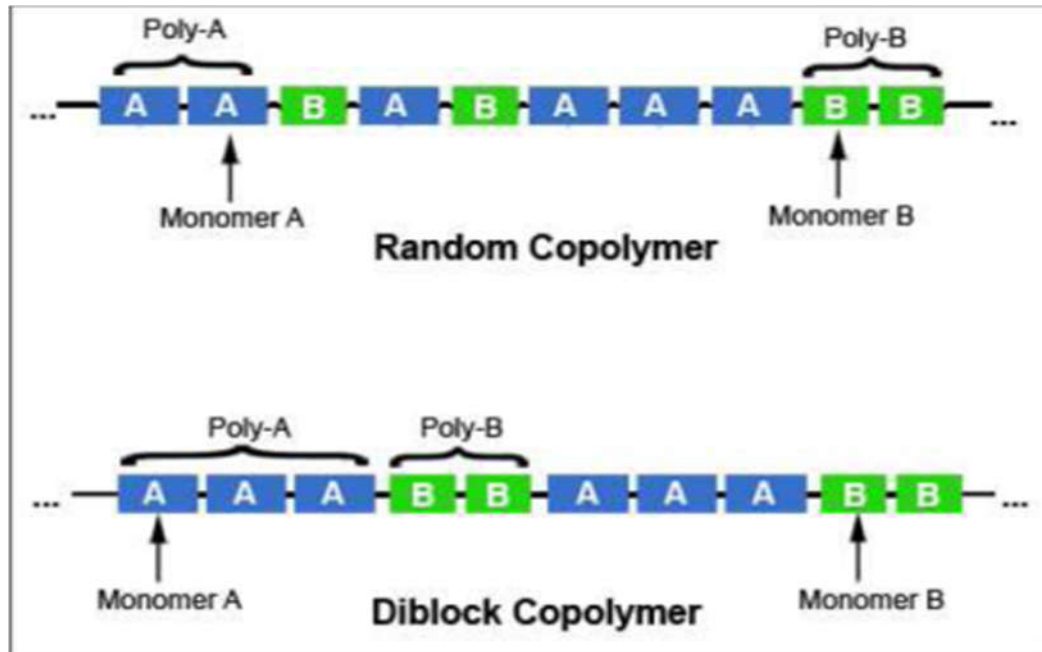 Poly-A Poly-B
... A A B A B A A A B B ...
Monomer A Monomer B
Random Copolymer
Poly-A Poly-B
... A A A B B A A A B B ...
Monomer A Monomer B
Diblock Copolymer